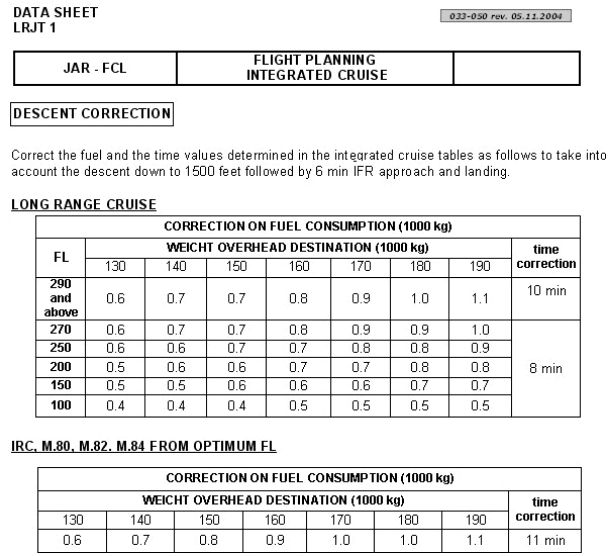 DATA SHEET
LRJT 1
033-050 rev. 05.11.2004
JAR - FCL
FLIGHT PLANNING
INTEGRATED CRUISE
DESCENT CORRECTION
Correct the fuel and the time values determined in the integrated cruise tables as follows to take into
account the descent down to 1500 feet followed by 6 min IFR approach and landing.
LONG RANGE CRUISE
CORRECTION ON FUEL CONSUMPTION (1000 kg)
FL
WEICHT OVERHEAD DESTINATION (1000 kg)
time
correction
130 140 150 160 170 180 190
290
and
above
0.6 0.7 0.7 0.8 0.9 1.0 1.1
10 min
270 0.6 0.7 0.7 0.8 0.9 0.9 1.0
250 0.6 0.6 0.7 0.7 0.8 0.8 0.9
200 0.5 0.6 0.6 0.7 0.7 0.8 0.8
8 min
150 0.5 0.5 0.6 0.6 0.6 0.7 0.7
100 0.4 0.4 0.4 0.5 0.5 0.5 0.5
IRC, M.80, M.82. M.84 FROM OPTIMUM FL
CORRECTION ON FUEL CONSUMPTION (1000 kg)
WEICHT OVERHEAD DESTINATION (1000 kg)
time
correction
130 140 150 160 170 180 190
0.6 0.7 0.8 0.9 1.0 1.0 1.1 11 min